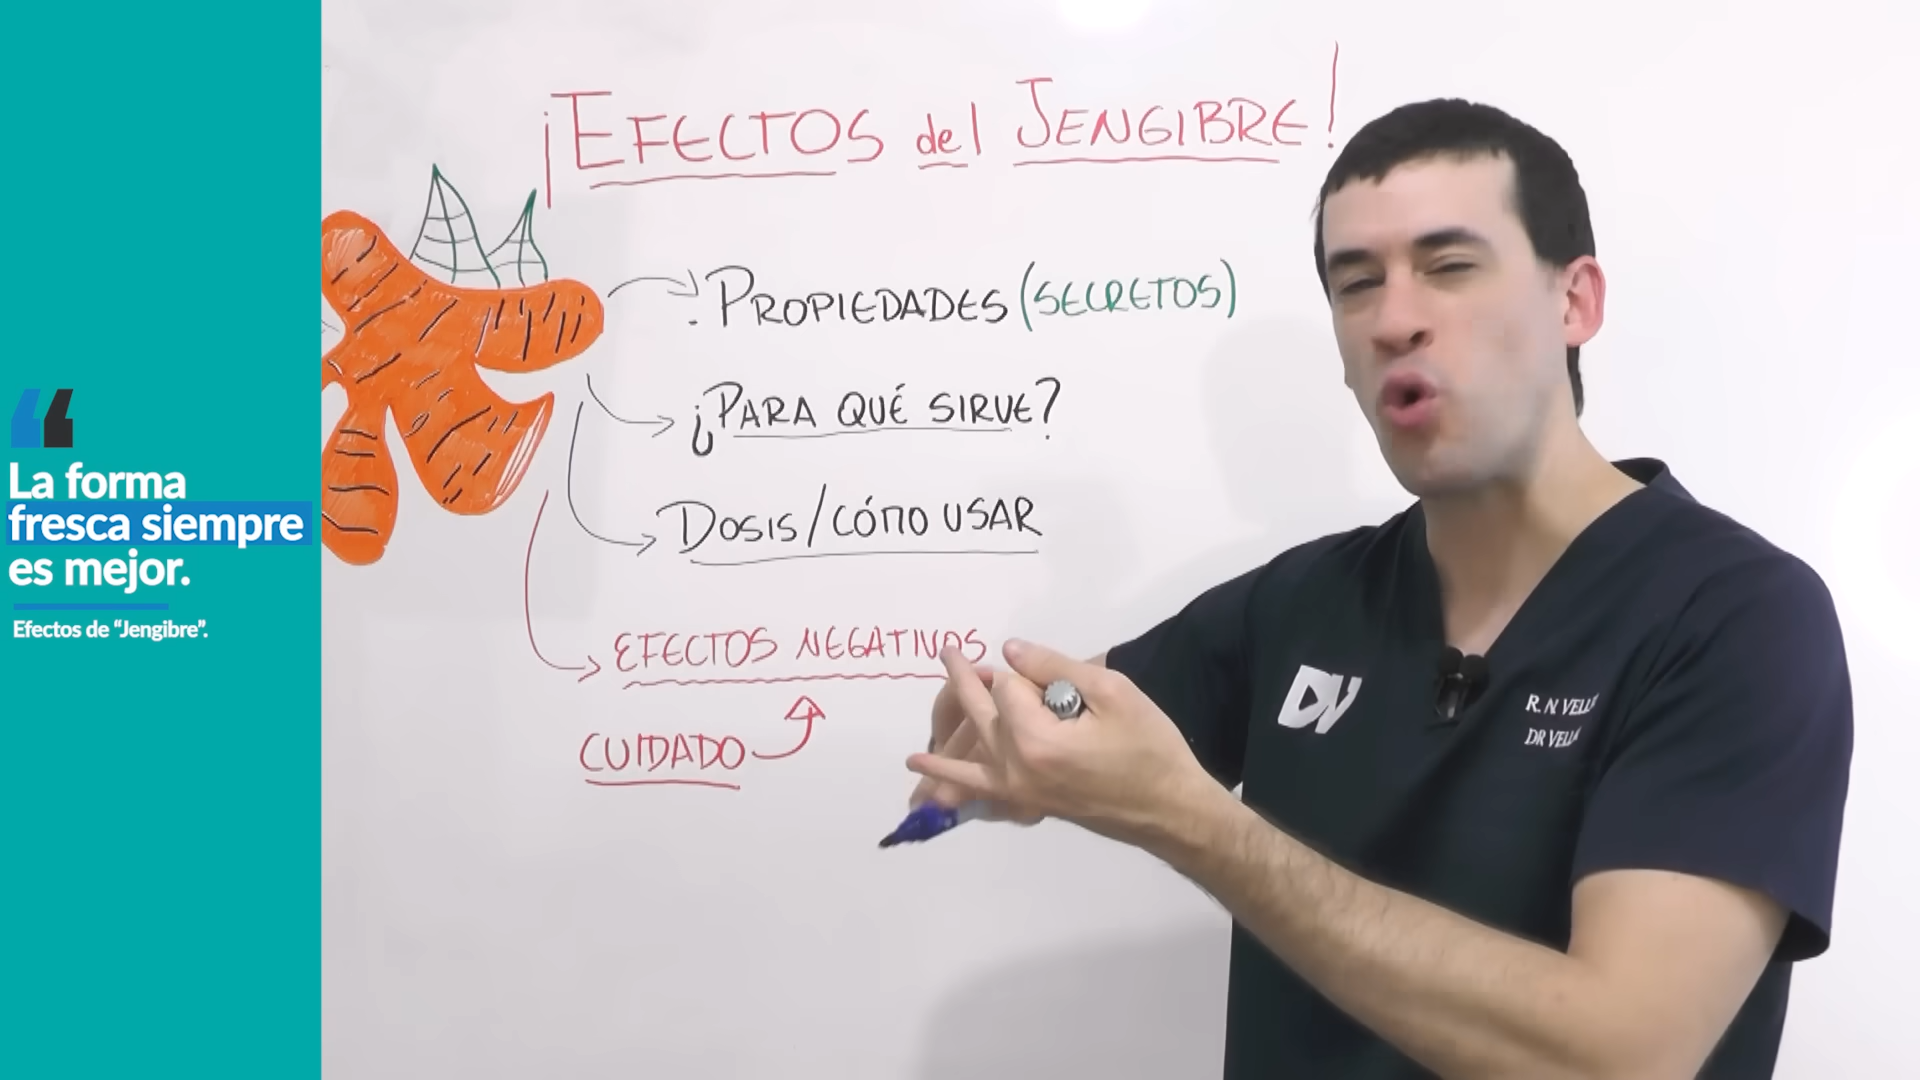 ¡EFECTOS del JENGIBRE!
PROPIEDADES (SECRETOS)
¿PARA QUÉ SIRVE?
DOSIS/CÓMO USAR
EFECTOS NEGATIVOS
CUIDADO
La forma
fresca siempre
es mejor.
Efectos de “Jengibre”.
DV
R. N. VELL
DR VELL